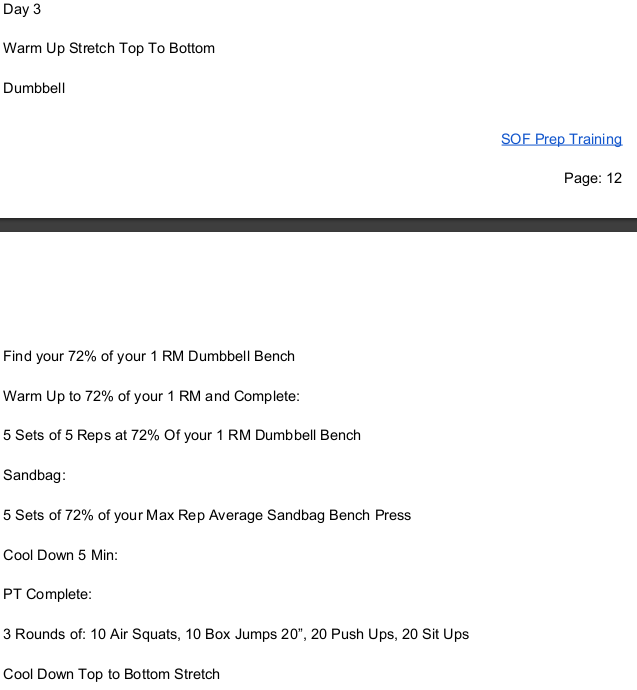 Day 3
Warm Up Stretch Top To Bottom
Dumbbell
SOF Prep Training
Page: 12
Find your 72% of your 1 RM Dumbbell Bench
Warm Up to 72% of your 1 RM and Complete:
5 Sets of 5 Reps at 72% Of your 1 RM Dumbbell Bench
Sandbag:
5 Sets of 72% of your Max Rep Average Sandbag Bench Press
Cool Down 5 Min:
PT Complete:
3 Rounds of: 10 Air Squats, 10 Box Jumps 20”, 20 Push Ups, 20 Sit Ups
Cool Down Top to Bottom Stretch